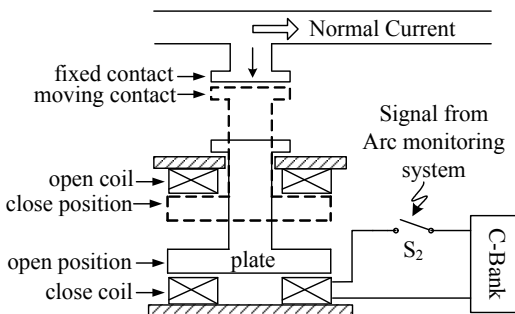 Normal Current
fixed contact
moving contact
Signal from
Arc monitoring
system
open coil
close position
S2
C-Bank
open position
plate
close coil